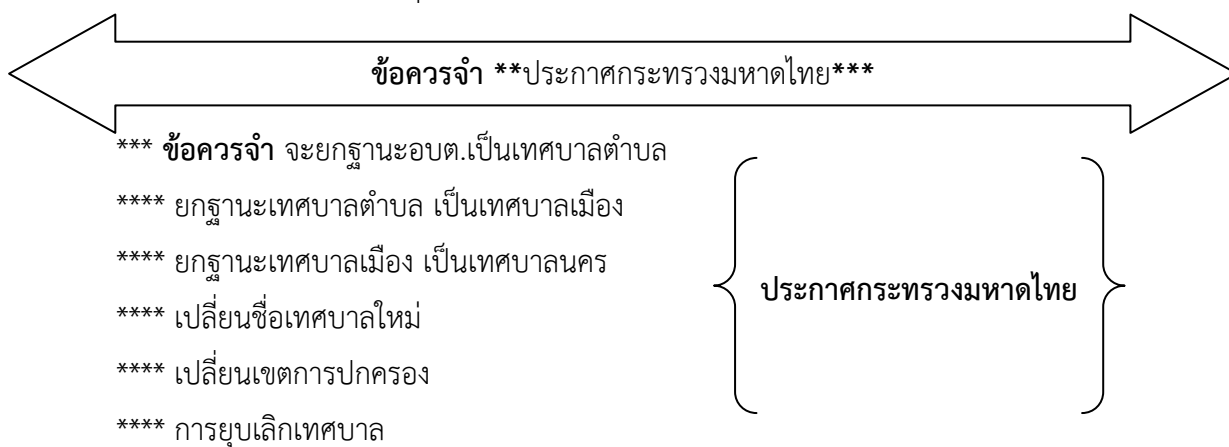 ข้อควรจำ **ประกาศกระทรวงมหาดไทย***
*** ข้อควรจำ จะยกฐานะอบต.เป็นเทศบาลตำบล
**** ยกฐานะเทศบาลตำบล เป็นเทศบาลเมือง
**** ยกฐานะเทศบาลเมือง เป็นเทศบาลนคร
ประกาศกระทรวงมหาดไทย
**** เปลี่ยนชื่อเทศบาลใหม่
**** เปลี่ยนเขตการปกครอง
**** การยุบเลิกเทศบาล